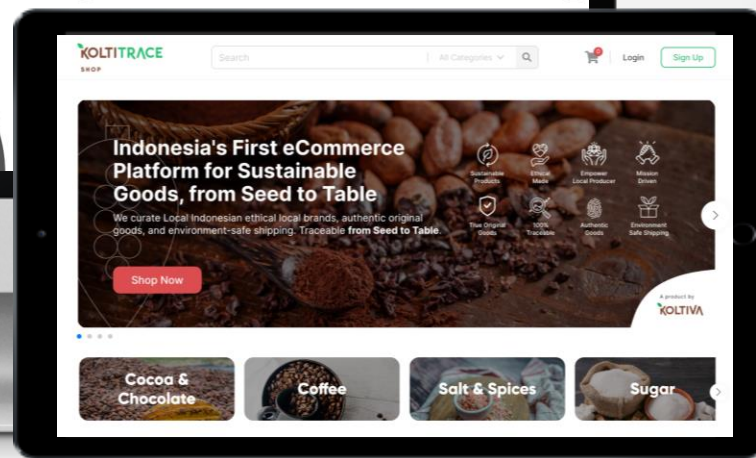 KOLTITRACE
SHOP
Search
All Categories
0
Login
Sign Up
Indonesia's First eCommerce
Platform for Sustainable
Goods, from Seed to Table
We curate Local Indonesian ethical local brands, authentic original
goods, and environment-safe shipping. Traceable from Seed to Table.
Shop Now
Sustainable
Products
Ethical
Made
Empower
Local Producer
Mission
Driven
True Original
Goods
100%
Traceable
Authentic
Goods
Environment
Safe Shipping
A product by
KOLTIVA
Cocoa &
Chocolate
Coffee
Salt & Spices
Sugar